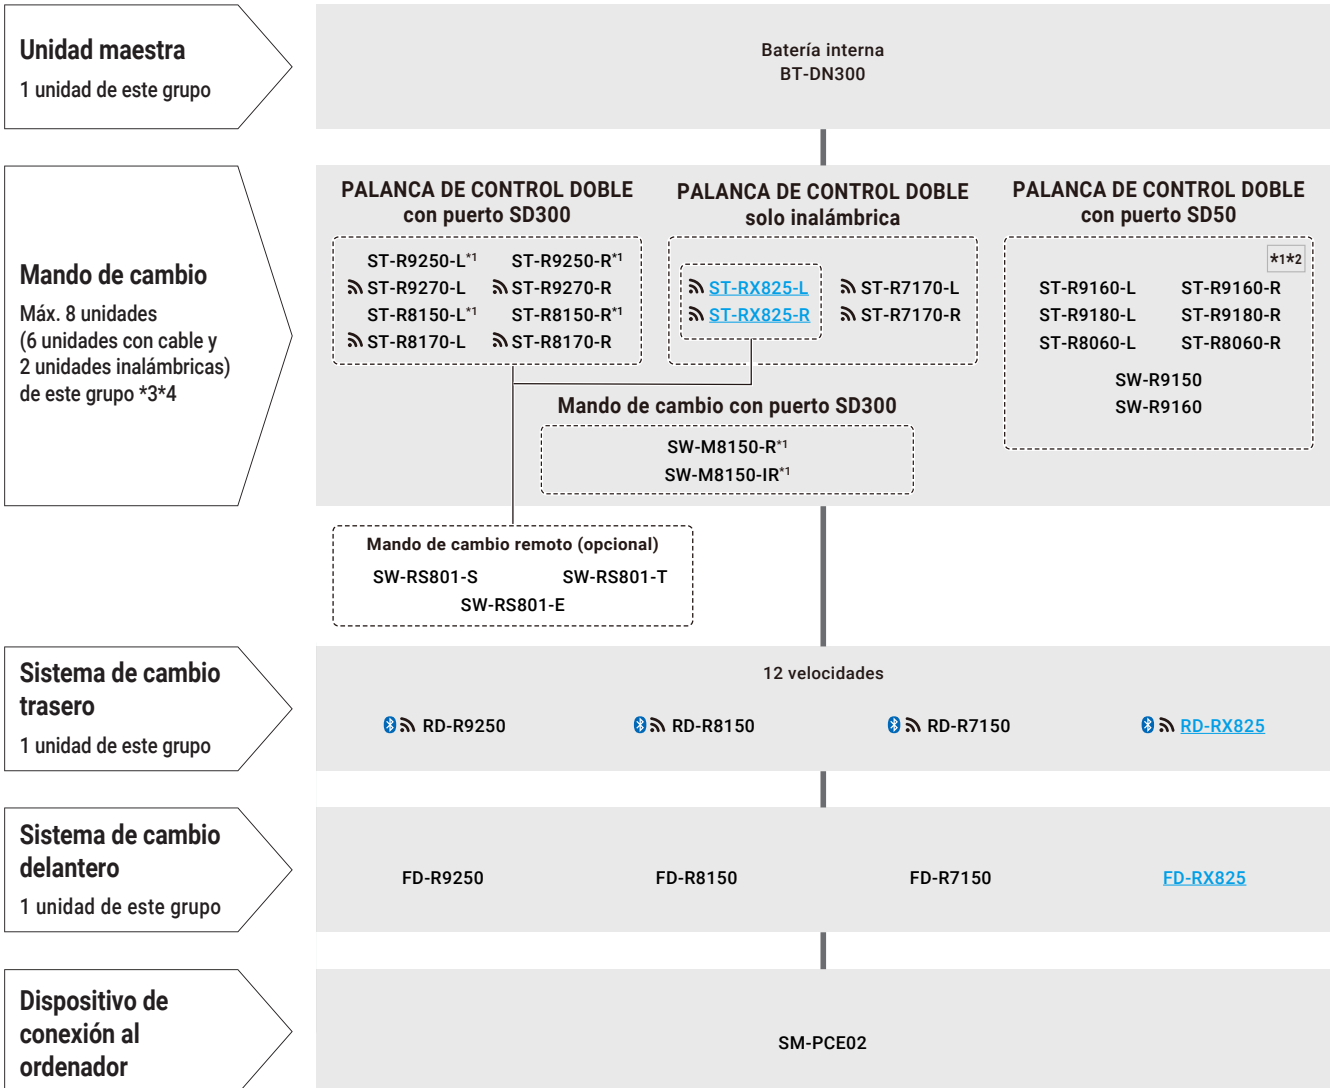 Unidad maestra
1 unidad de este grupo
Batería interna
BT-DN300
Mando de cambio
Máx. 8 unidades
(6 unidades con cable y
2 unidades inalámbricas)
de este grupo *3*4
PALANCA DE CONTROL DOBLE
con puerto SD300
ST-R9250-L*1 ST-R9250-R*1
ST-R9270-L ST-R9270-R
ST-R8150-L*1 ST-R8150-R*1
ST-R8170-L ST-R8170-R
PALANCA DE CONTROL DOBLE
solo inalámbrica
ST-RX825-L ST-R7170-L
ST-RX825-R ST-R7170-R
PALANCA DE CONTROL DOBLE
con puerto SD50
*1*2
ST-R9160-L ST-R9160-R
ST-R9180-L ST-R9180-R
ST-R8060-L ST-R8060-R
SW-R9150
SW-R9160
Mando de cambio con puerto SD300
SW-M8150-R*1
SW-M8150-IR*1
Mando de cambio remoto (opcional)
SW-RS801-S SW-RS801-T
SW-RS801-E
Sistema de cambio
trasero
1 unidad de este grupo
12 velocidades
RD-R9250 RD-R8150 RD-R7150 RD-RX825
Sistema de cambio
delantero
1 unidad de este grupo
FD-R9250 FD-R8150 FD-R7150 FD-RX825
Dispositivo de
conexión al
ordenador
SM-PCE02